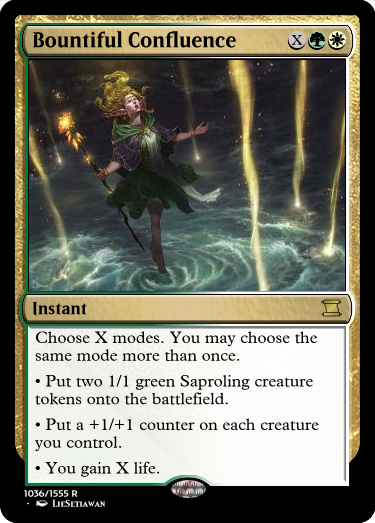 Bountiful Confluence X
Instant
Choose X modes. You may choose the
same mode more than once.
• Put two 1/1 green Saproling creature
tokens onto the battlefield.
• Put a +1/+1 counter on each creature
you control.
• You gain X life.
1036/1555 R
· LieSetiawan